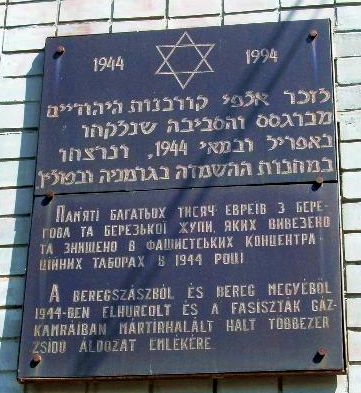 1944 1994
לזכר אלפי קורבנות היהודיים
מברגסס והסביבה שנלקחו
באפריל ובמאי 1944, ונרצחו
במחנות ההשמדה בגרמניה ובפולין
ПАМ'ЯТІ БАГАТЬОХ ТИСЯЧ ЕВРЕІВ З БЕРЕ-
ГОВА ТА БЕРЕЗЬКОЇ ЖУПИ, ЯКИХ ВИВЕЗЕНО
ТА ЗНИЩЕНО В ФАШИСТСЬКИХ КОНЦЕНТРА-
ЦІЙНИХ ТАБОРАХ В 1944 РОЦІ
A BEREGSZÁSZBÓL ÉS BEREG MEGYÉBŐL
1944-BEN ELHURCOLT ÉS A FASISZTÁK GÁZ-
KAMRÁIBAN MÁRTÍRHALÁLT HALT TÖBBEZER
ZSIDÓ ÁLDOZAT EMLÉKÉRE.